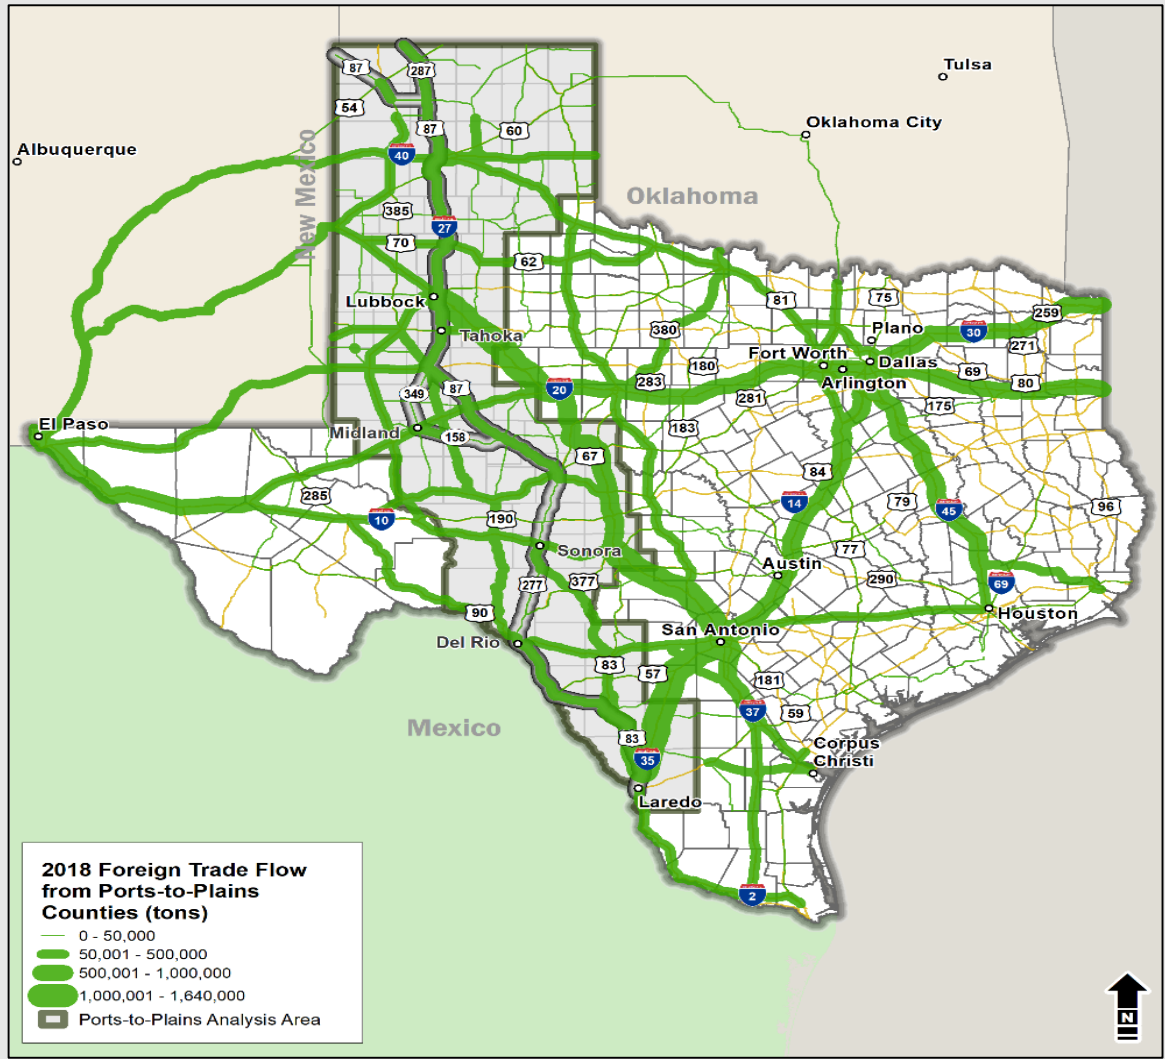 Tulsa
87
287
54
Oklahoma City
87
60
Albuquerque
40
New Mexico
Oklahoma
385
27
70
62
Lubbock
81
75
259
Tahoka
380
Plano
30
271
Fort Worth
Dallas
180
69
80
20
283
Arlington
349
87
281
175
El Paso
Midland
158
183
67
84
285
14
79
45
96
10
190
Sonora
77
Austin
290
277
377
69
90
Houston
San Antonio
Del Rio
83
57
181
37
59
Mexico
83
Corpus
Christi
35
Laredo
2
2018 Foreign Trade Flow
from Ports-to-Plains
Counties (tons)
0 - 50,000
50,001 - 500,000
500,001 - 1,000,000
1,000,001 - 1,640,000
Ports-to-Plains Analysis Area
N